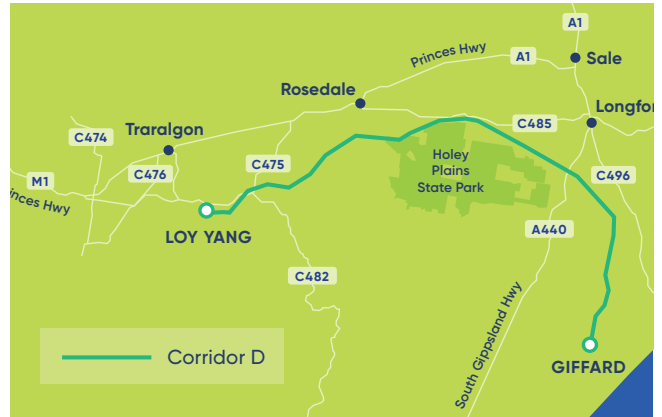 A1
Princes Hwy
A1
Sale
Rosedale
Longfor
C474
Traralgon
C485
C475
Holey
Plains
State Park
C476
C496
M1
nces Hwy
LOY YANG
A440
C482
South Gippsland Hwy
Corridor D
GIFFARD